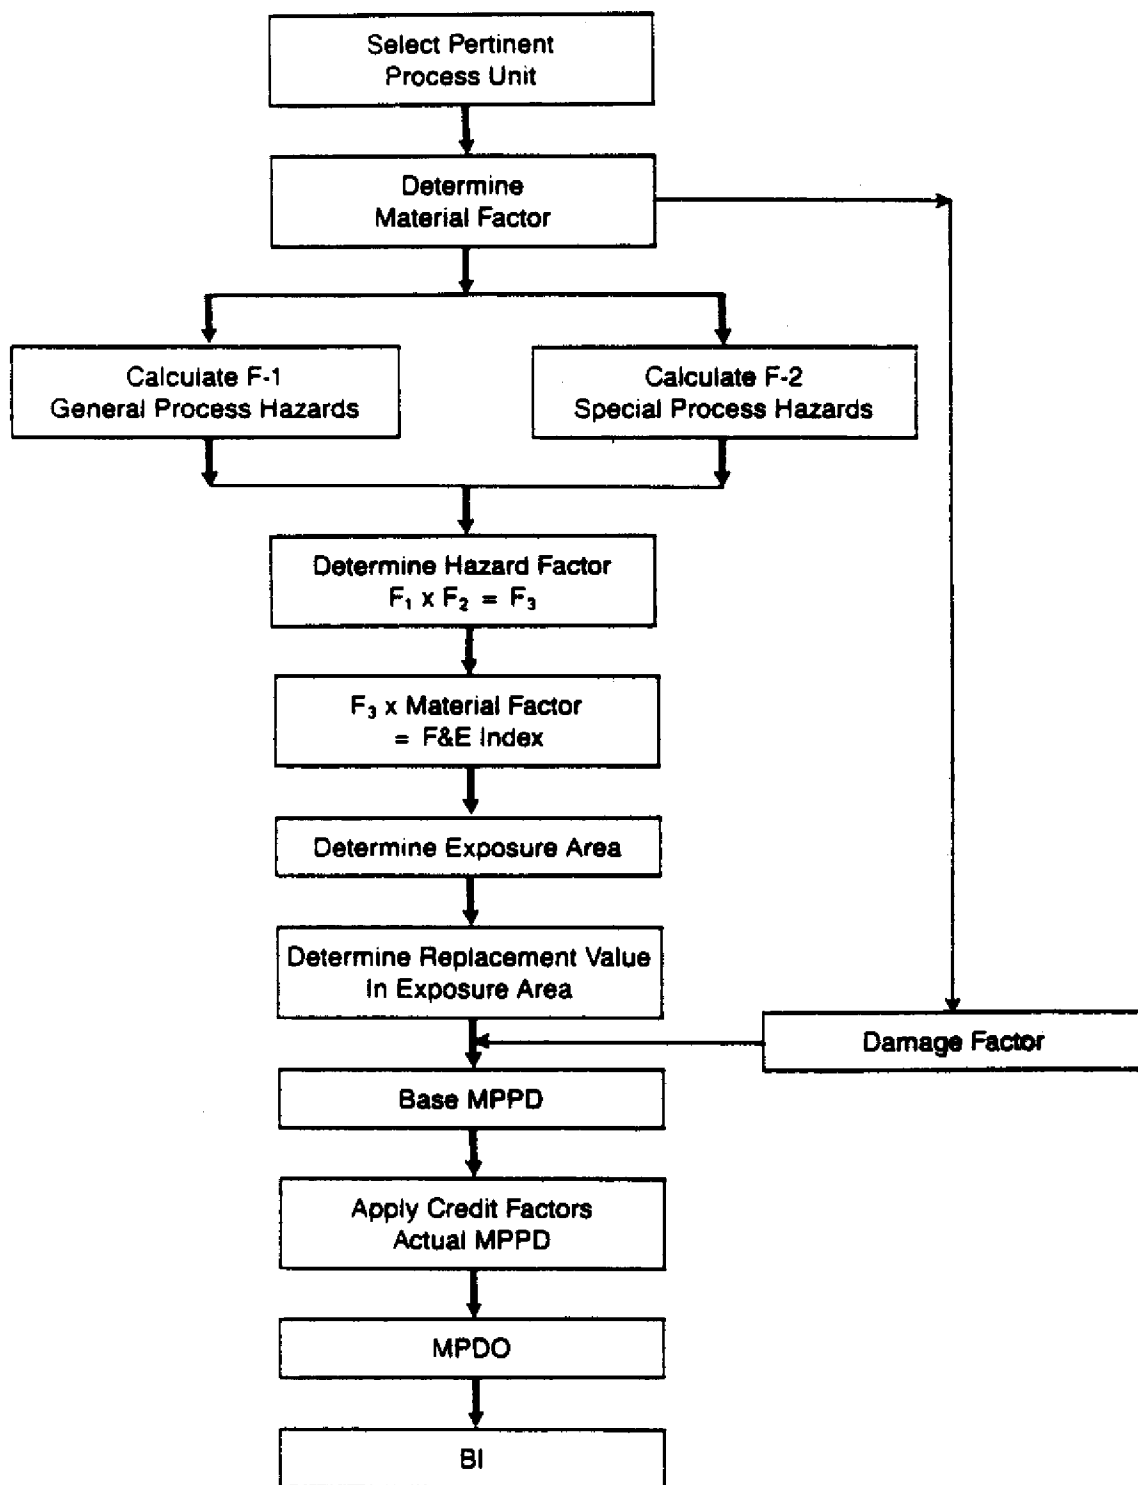 Select Pertinent
Process Unit
Determine
Material Factor
Calculate F-1
General Process Hazards
Calculate F-2
Special Process Hazards
Determine Hazard Factor
F₁ x F₂ = F₃
F₃ x Material Factor
= F&E Index
Determine Exposure Area
Determine Replacement Value
In Exposure Area
Damage Factor
Base MPPD
Apply Credit Factors
Actual MPPD
MPDO
BI